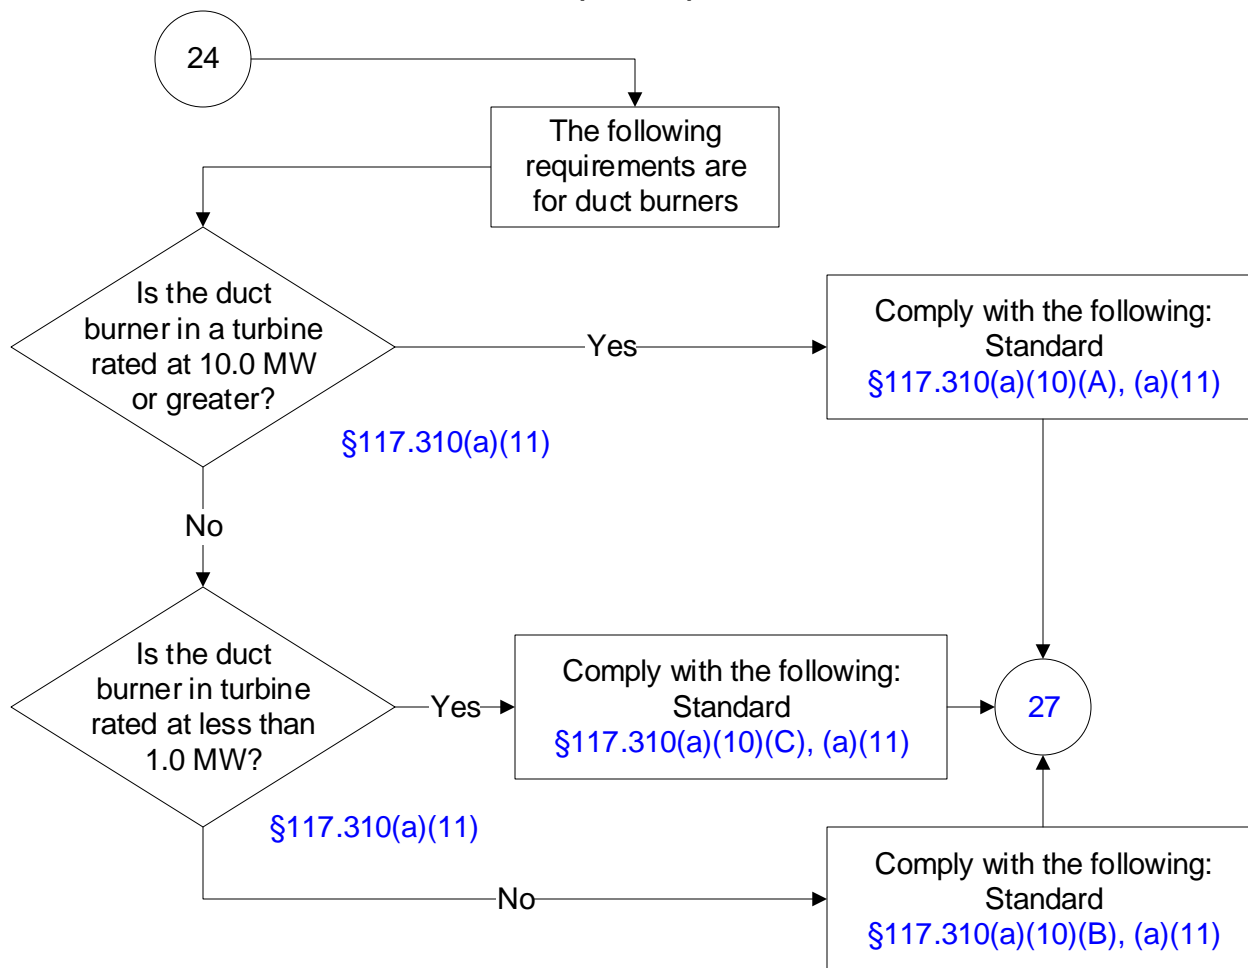 24
The following
requirements are
for duct burners
Is the duct
burner in a turbine
rated at 10.0 MW
or greater?
Yes
Comply with the following:
Standard
§117.310(a)(10)(A), (a)(11)
§117.310(a)(11)
No
Is the duct
burner in turbine
rated at less than
1.0 MW?
Yes
Comply with the following:
Standard
§117.310(a)(10)(C), (a)(11)
27
§117.310(a)(11)
No
Comply with the following:
Standard
§117.310(a)(10)(B), (a)(11)